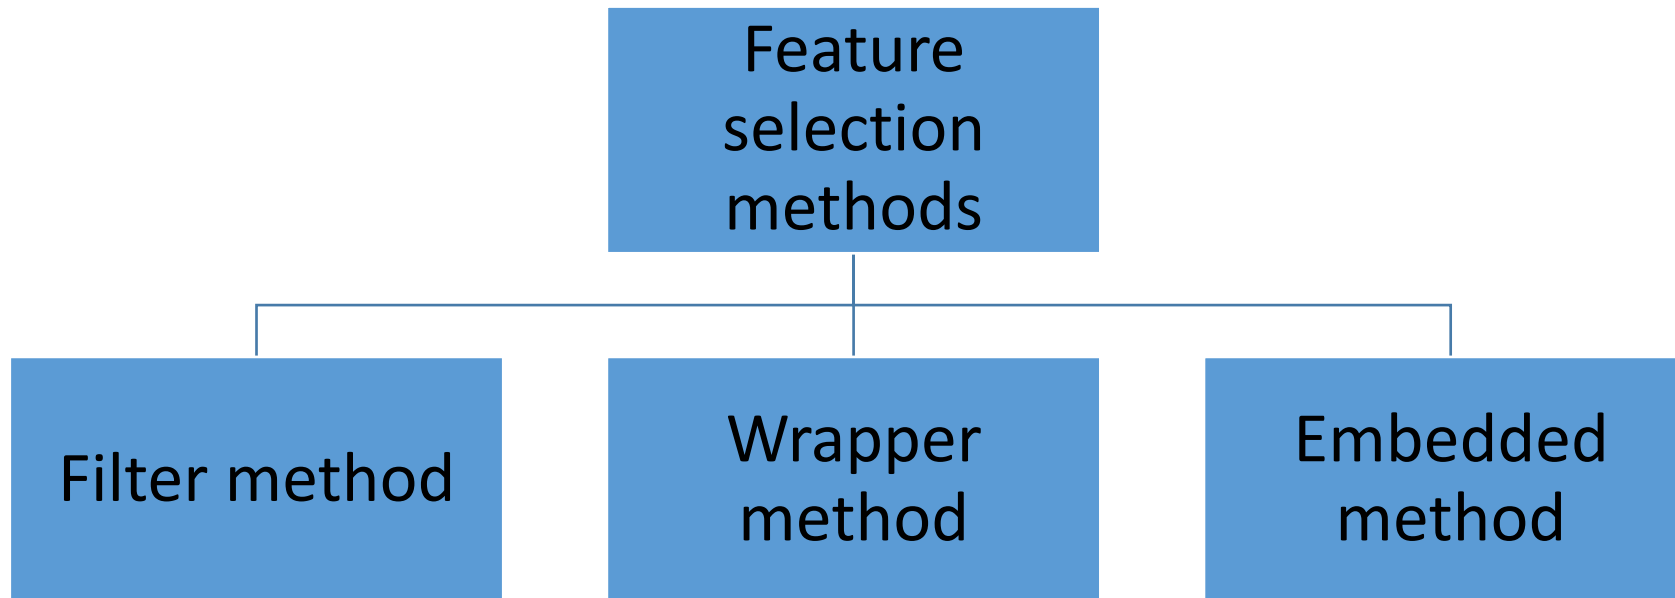 Feature
selection
methods
Filter method
Wrapper
method
Embedded
method